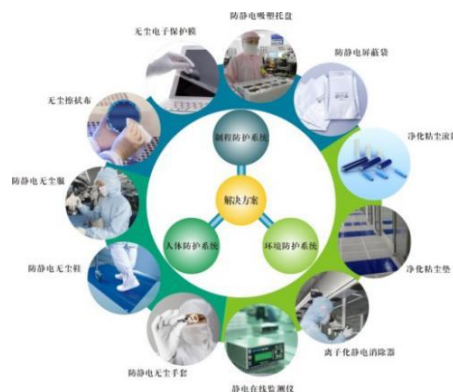 防静电吸塑托盘
无尘电子保护膜
防静电屏蔽袋
无尘擦拭布
净化粘尘滚筒
制程防护系统
防静电无尘服
解决方案
人体防护系统
环境防护系统
净化粘尘垫
防静电无尘鞋
离子化静电消除器
防静电无尘手套
静电在线监测仪